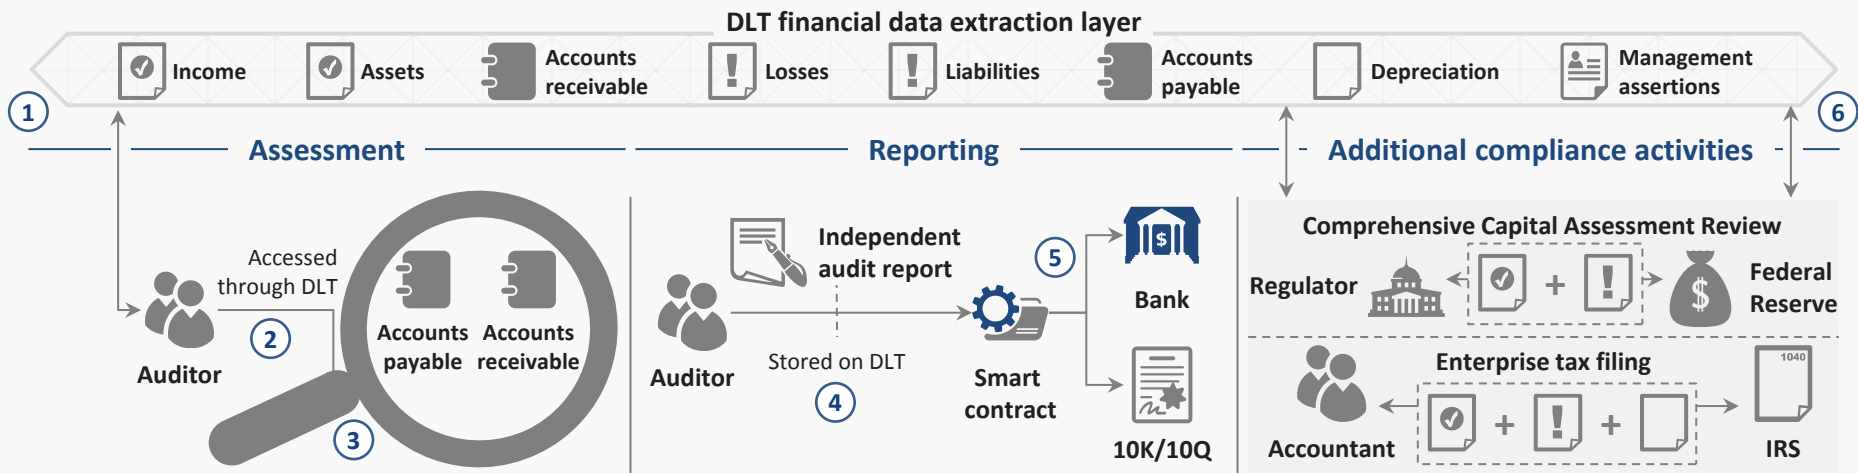 DLT financial data extraction layer
Income
Assets
Accounts
receivable
Losses
Liabilities
Accounts
payable
Depreciation
Management
assertions
1
6
Assessment
Reporting
Additional compliance activities
Accessed
through DLT
2
Auditor
Accounts
payable
Accounts
receivable
3
Independent
audit report
Auditor
Stored on DLT
4
Smart
contract
5
$
Bank
10K/10Q
Comprehensive Capital Assessment Review
Regulator
+
$
Federal
Reserve
Enterprise tax filing
Accountant
+
+
1040
IRS